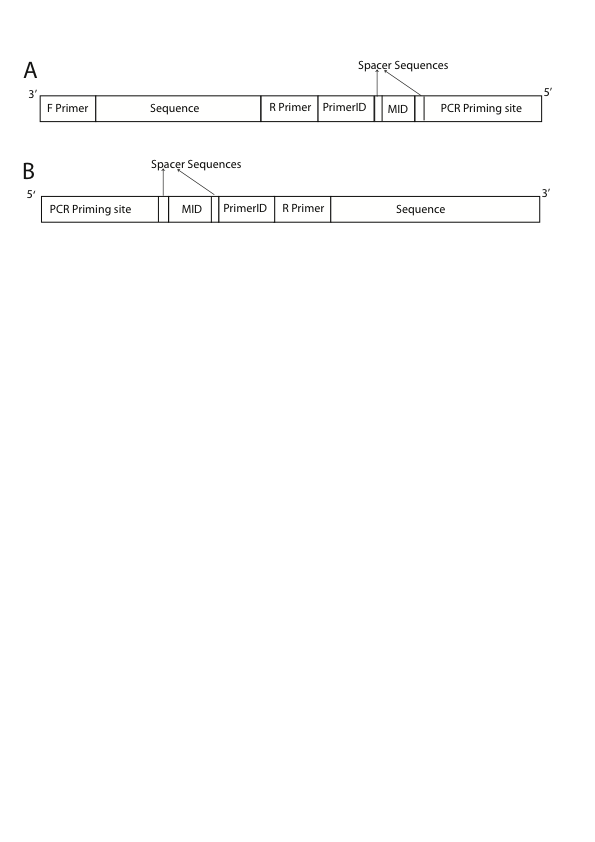 A
Spacer Sequences
3’ 5’
F Primer Sequence R Primer PrimerID MID PCR Priming site
B
Spacer Sequences
5’ 3’
PCR Priming site MID PrimerID R Primer Sequence